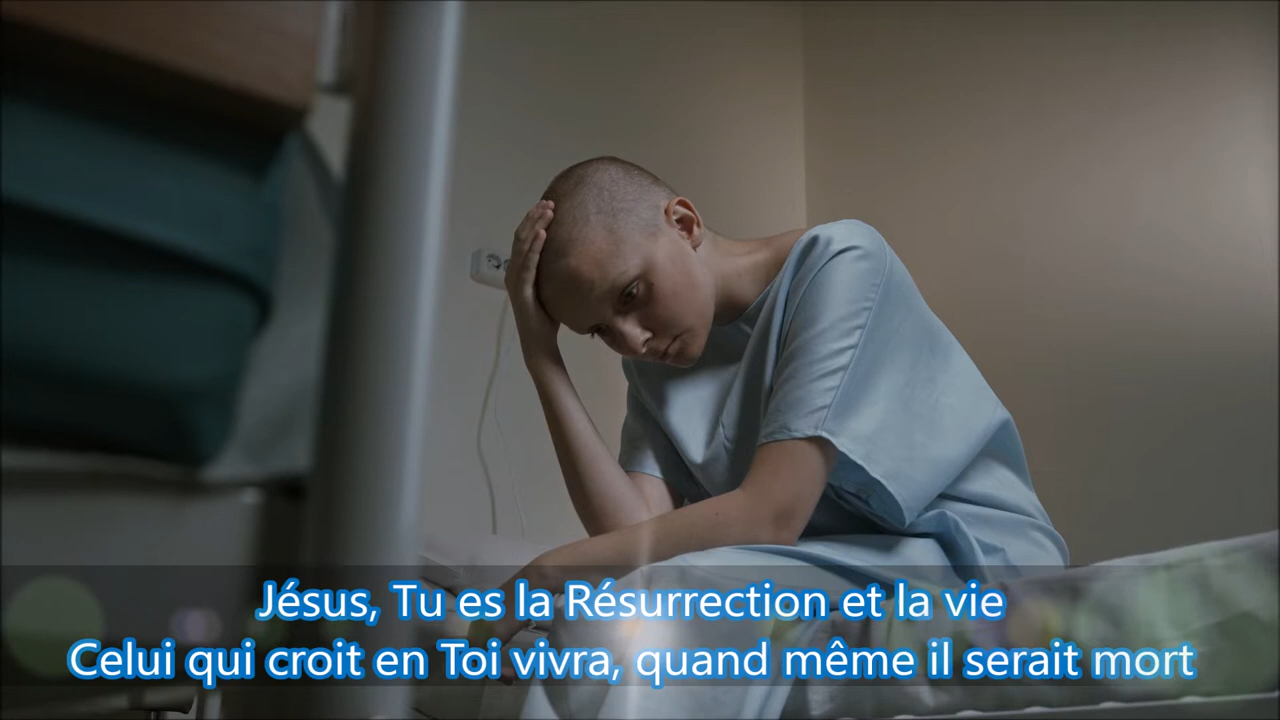 Jésus, Tu es la Résurrection et la vie
Celui qui croit en Toi vivra, quand même il serait mort